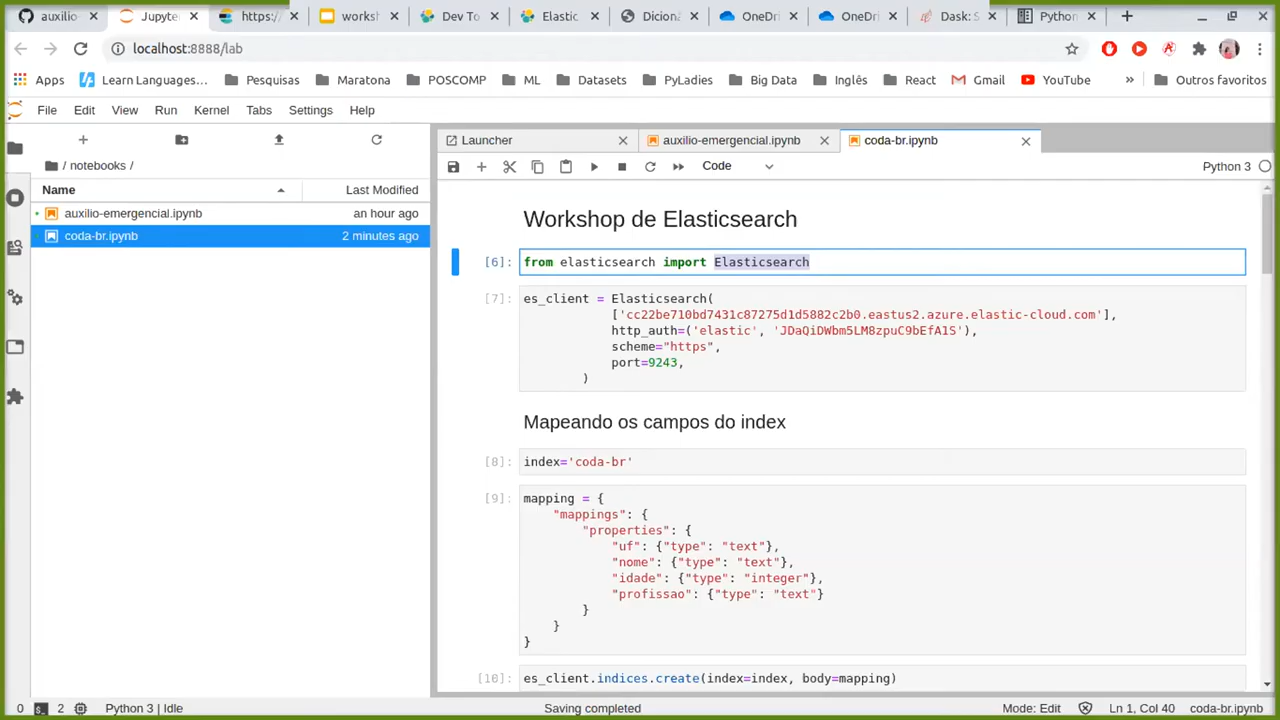 auxilio-
Jupyte
https:/
works
Dev To
Elastic
Dicion
OneDri
OneDri
Dask: S
Python
localhost:8888/lab
Apps
Learn Languages...
Pesquisas
Maratona
POSCOMP
ML
Datasets
PyLadies
Big Data
Inglês
React
Gmail
YouTube
»
Outros favoritos
File Edit View Run Kernel Tabs Settings Help
/ notebooks /
Name Last Modified
auxilio-emergencial.ipynb an hour ago
coda-br.ipynb 2 minutes ago
Launcher
auxilio-emergencial.ipynb
coda-br.ipynb
Code
Python 3
Workshop de Elasticsearch
[6]: from elasticsearch import Elasticsearch
[7]: es_client = Elasticsearch(
['cc22be710bd7431c87275d1d5882c2b0.eastus2.azure.elastic-cloud.com'],
http_auth=('elastic', 'JDaQiDWbm5LM8zpuC9bEfA1S'),
scheme="https",
port=9243,
)
Mapeando os campos do index
[8]: index='coda-br'
[9]: mapping = {
"mappings": {
"properties": {
"uf": {"type": "text"},
"nome": {"type": "text"},
"idade": {"type": "integer"},
"profissao": {"type": "text"}
}
}
}
[10]: es_client.indices.create(index=index, body=mapping)
0 2 Python 3 | Idle Saving completed Mode: Edit Ln 1, Col 40 coda-br.ipynb